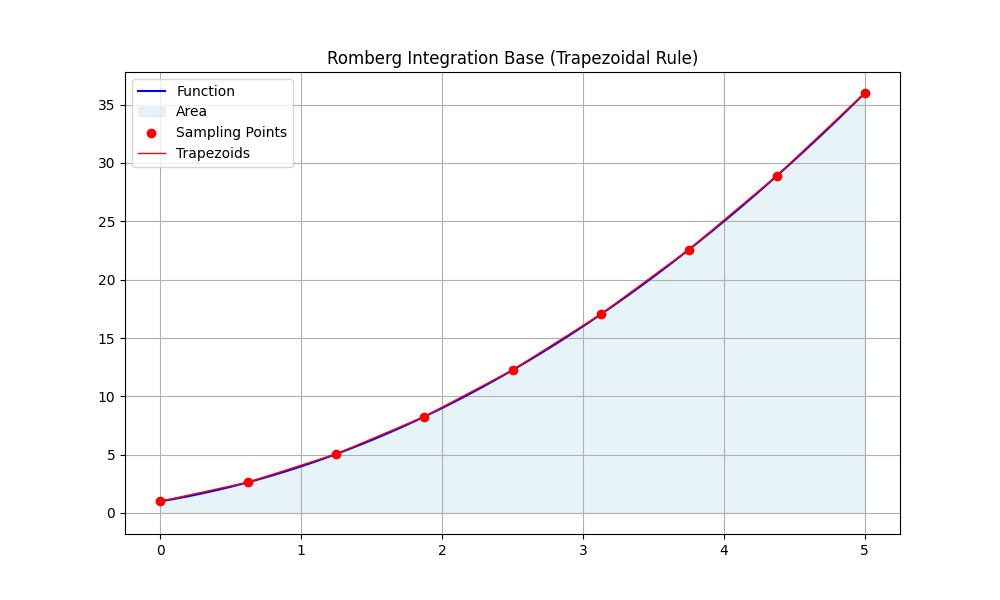 Romberg Integration Base (Trapezoidal Rule)
Function
Area
Sampling Points
Trapezoids
35
30
25
20
15
10
5
0
0 1 2 3 4 5